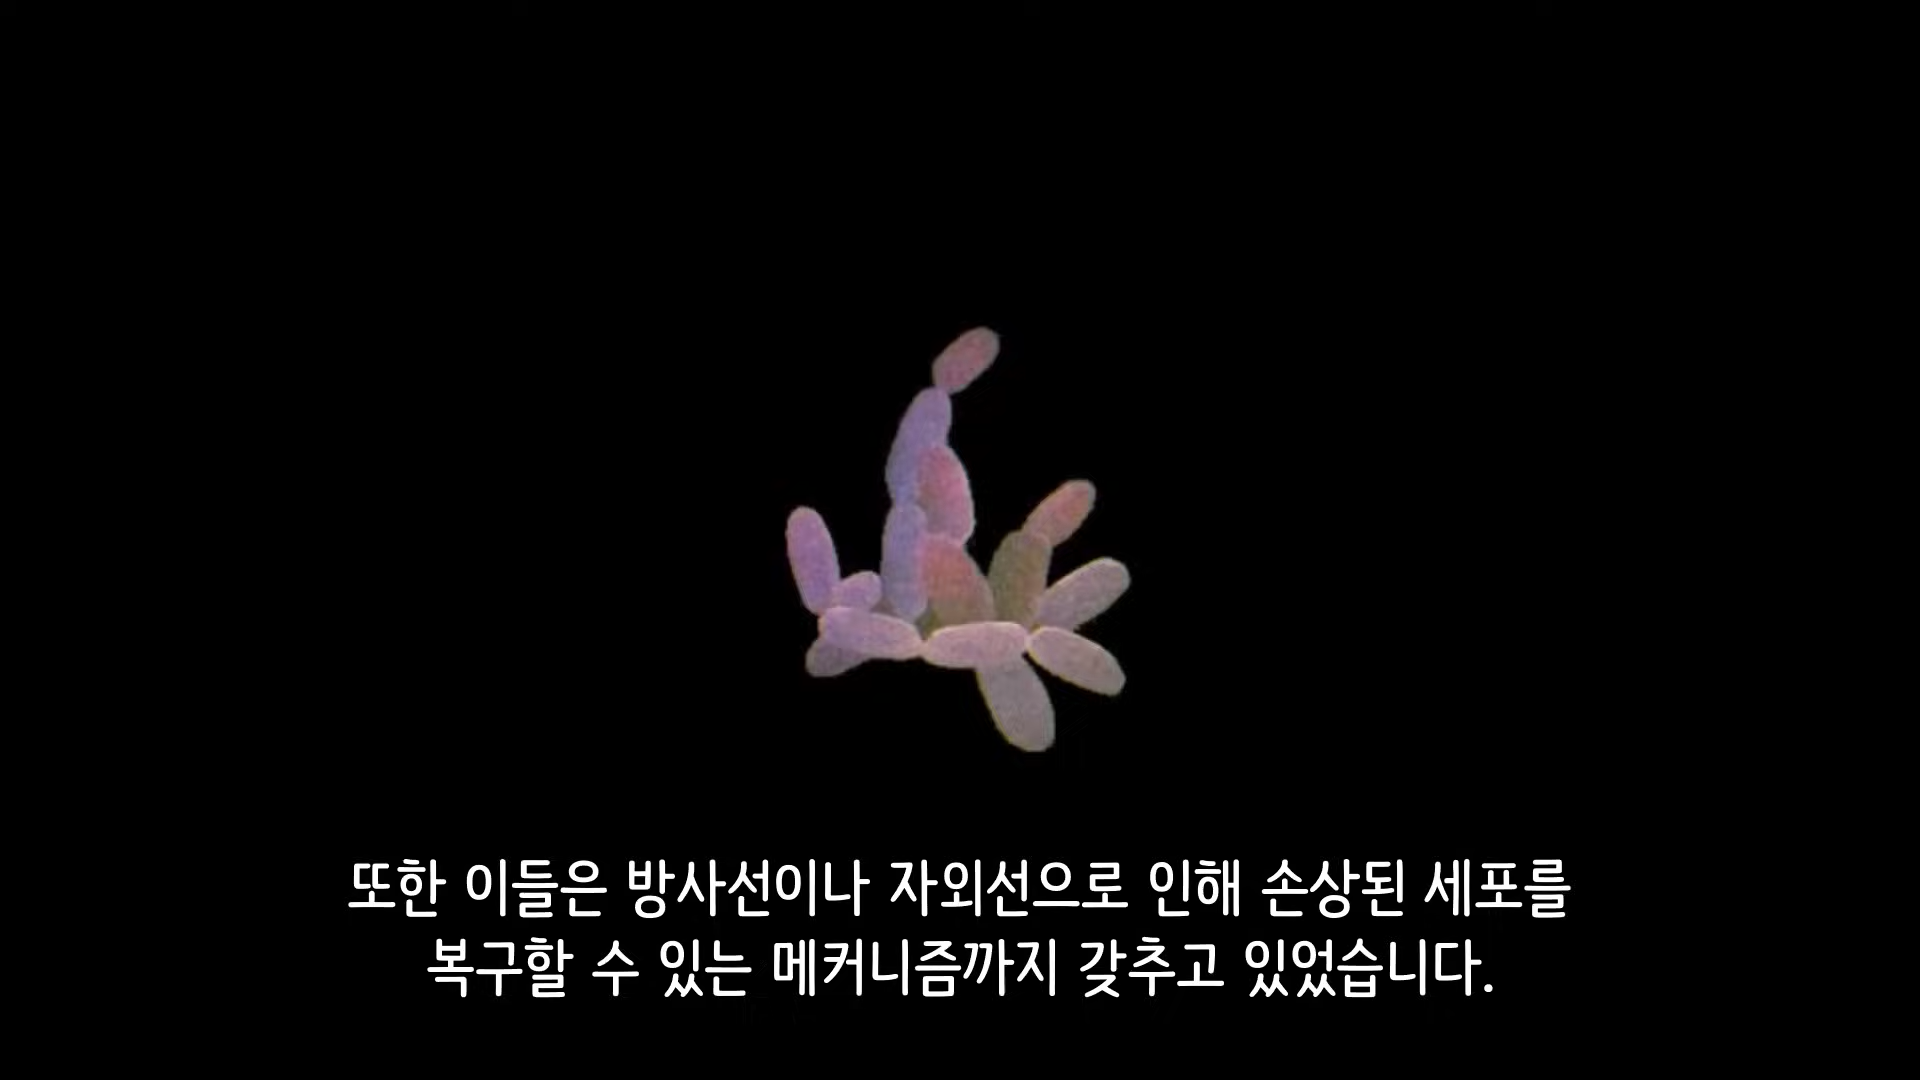 또한 이들은 방사선이나 자외선으로 인해 손상된 세포를
복구할 수 있는 메커니즘까지 갖추고 있었습니다.